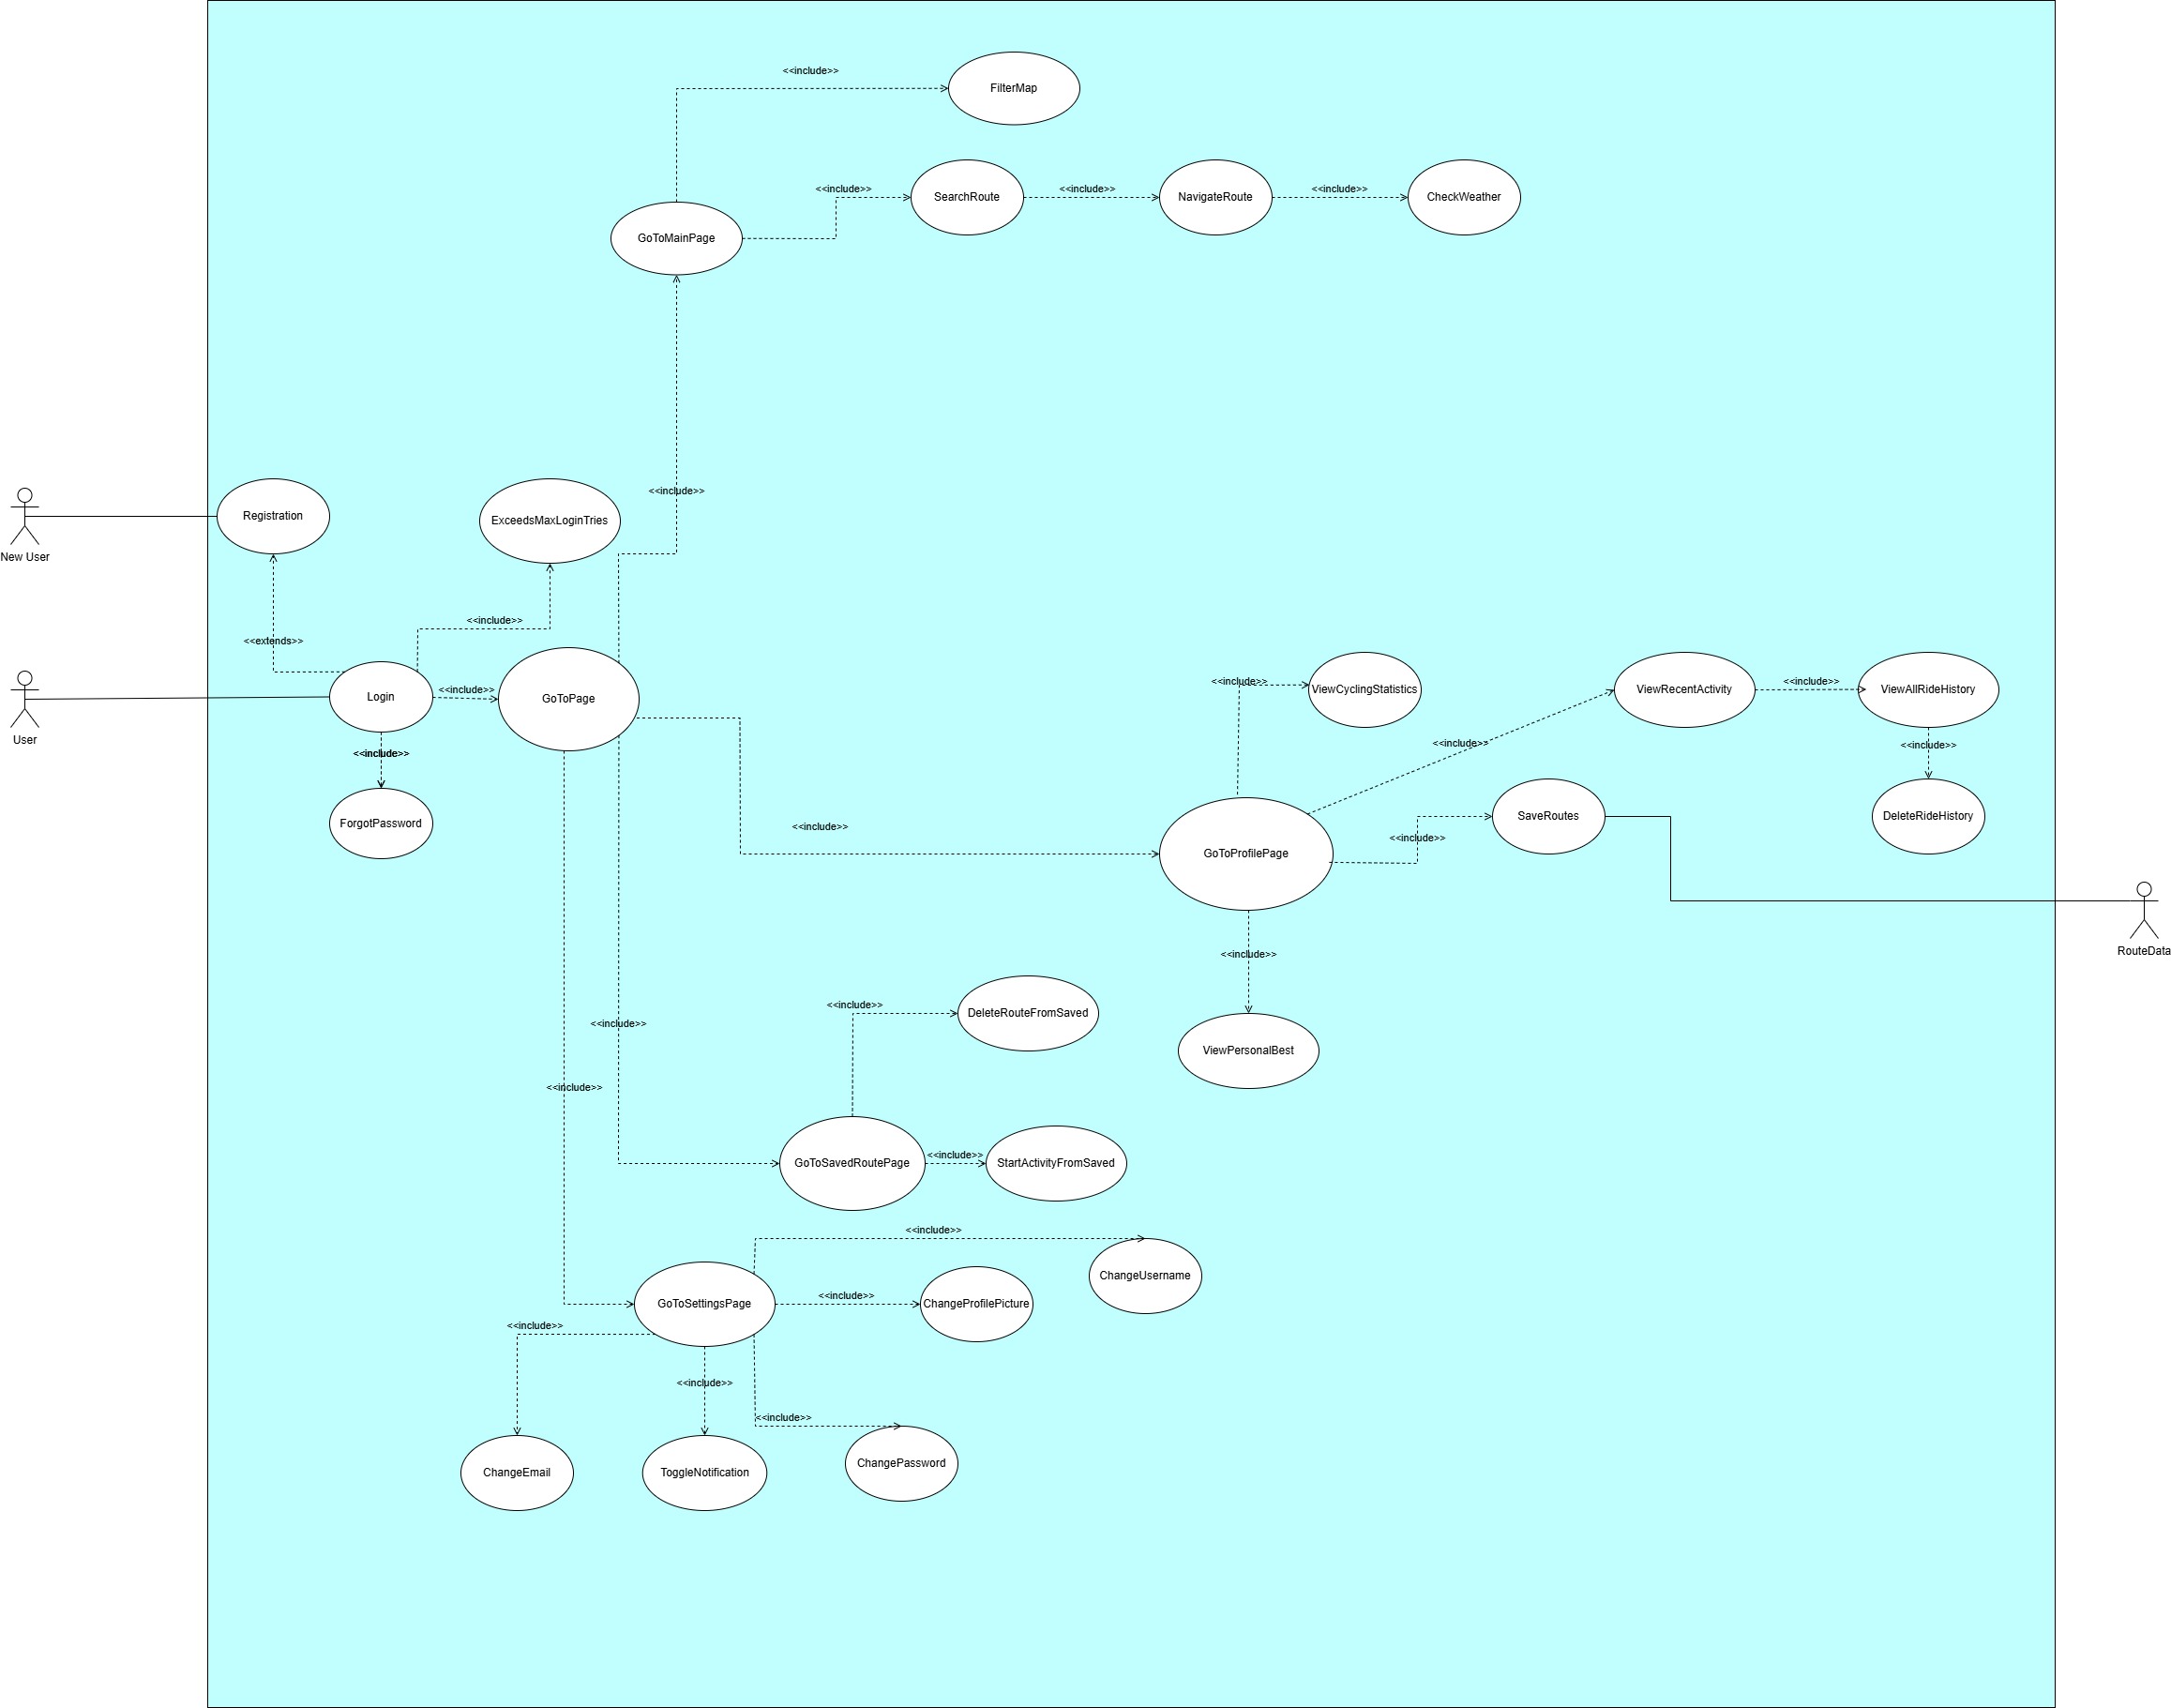 <<include>>
FilterMap
<<include>>
SearchRoute
<<include>>
NavigateRoute
<<include>>
CheckWeather
GoToMainPage
<<include>>
New User
Registration
ExceedsMaxLoginTries
<<include>>
<<extends>>
User
Login
<<include>>
GoToPage
<<include>>
ForgotPassword
<<include>>
<<include>>
ViewCyclingStatistics
<<include>>
ViewRecentActivity
<<include>>
ViewAllRideHistory
<<include>>
DeleteRideHistory
GoToProfilePage
<<include>>
SaveRoutes
RouteData
<<include>>
ViewPersonalBest
<<include>>
DeleteRouteFromSaved
<<include>>
<<include>>
GoToSavedRoutePage
<<include>>
StartActivityFromSaved
<<include>>
ChangeUsername
GoToSettingsPage
<<include>>
ChangeProfilePicture
<<include>>
<<include>>
<<include>>
ChangeEmail
ToggleNotification
ChangePassword